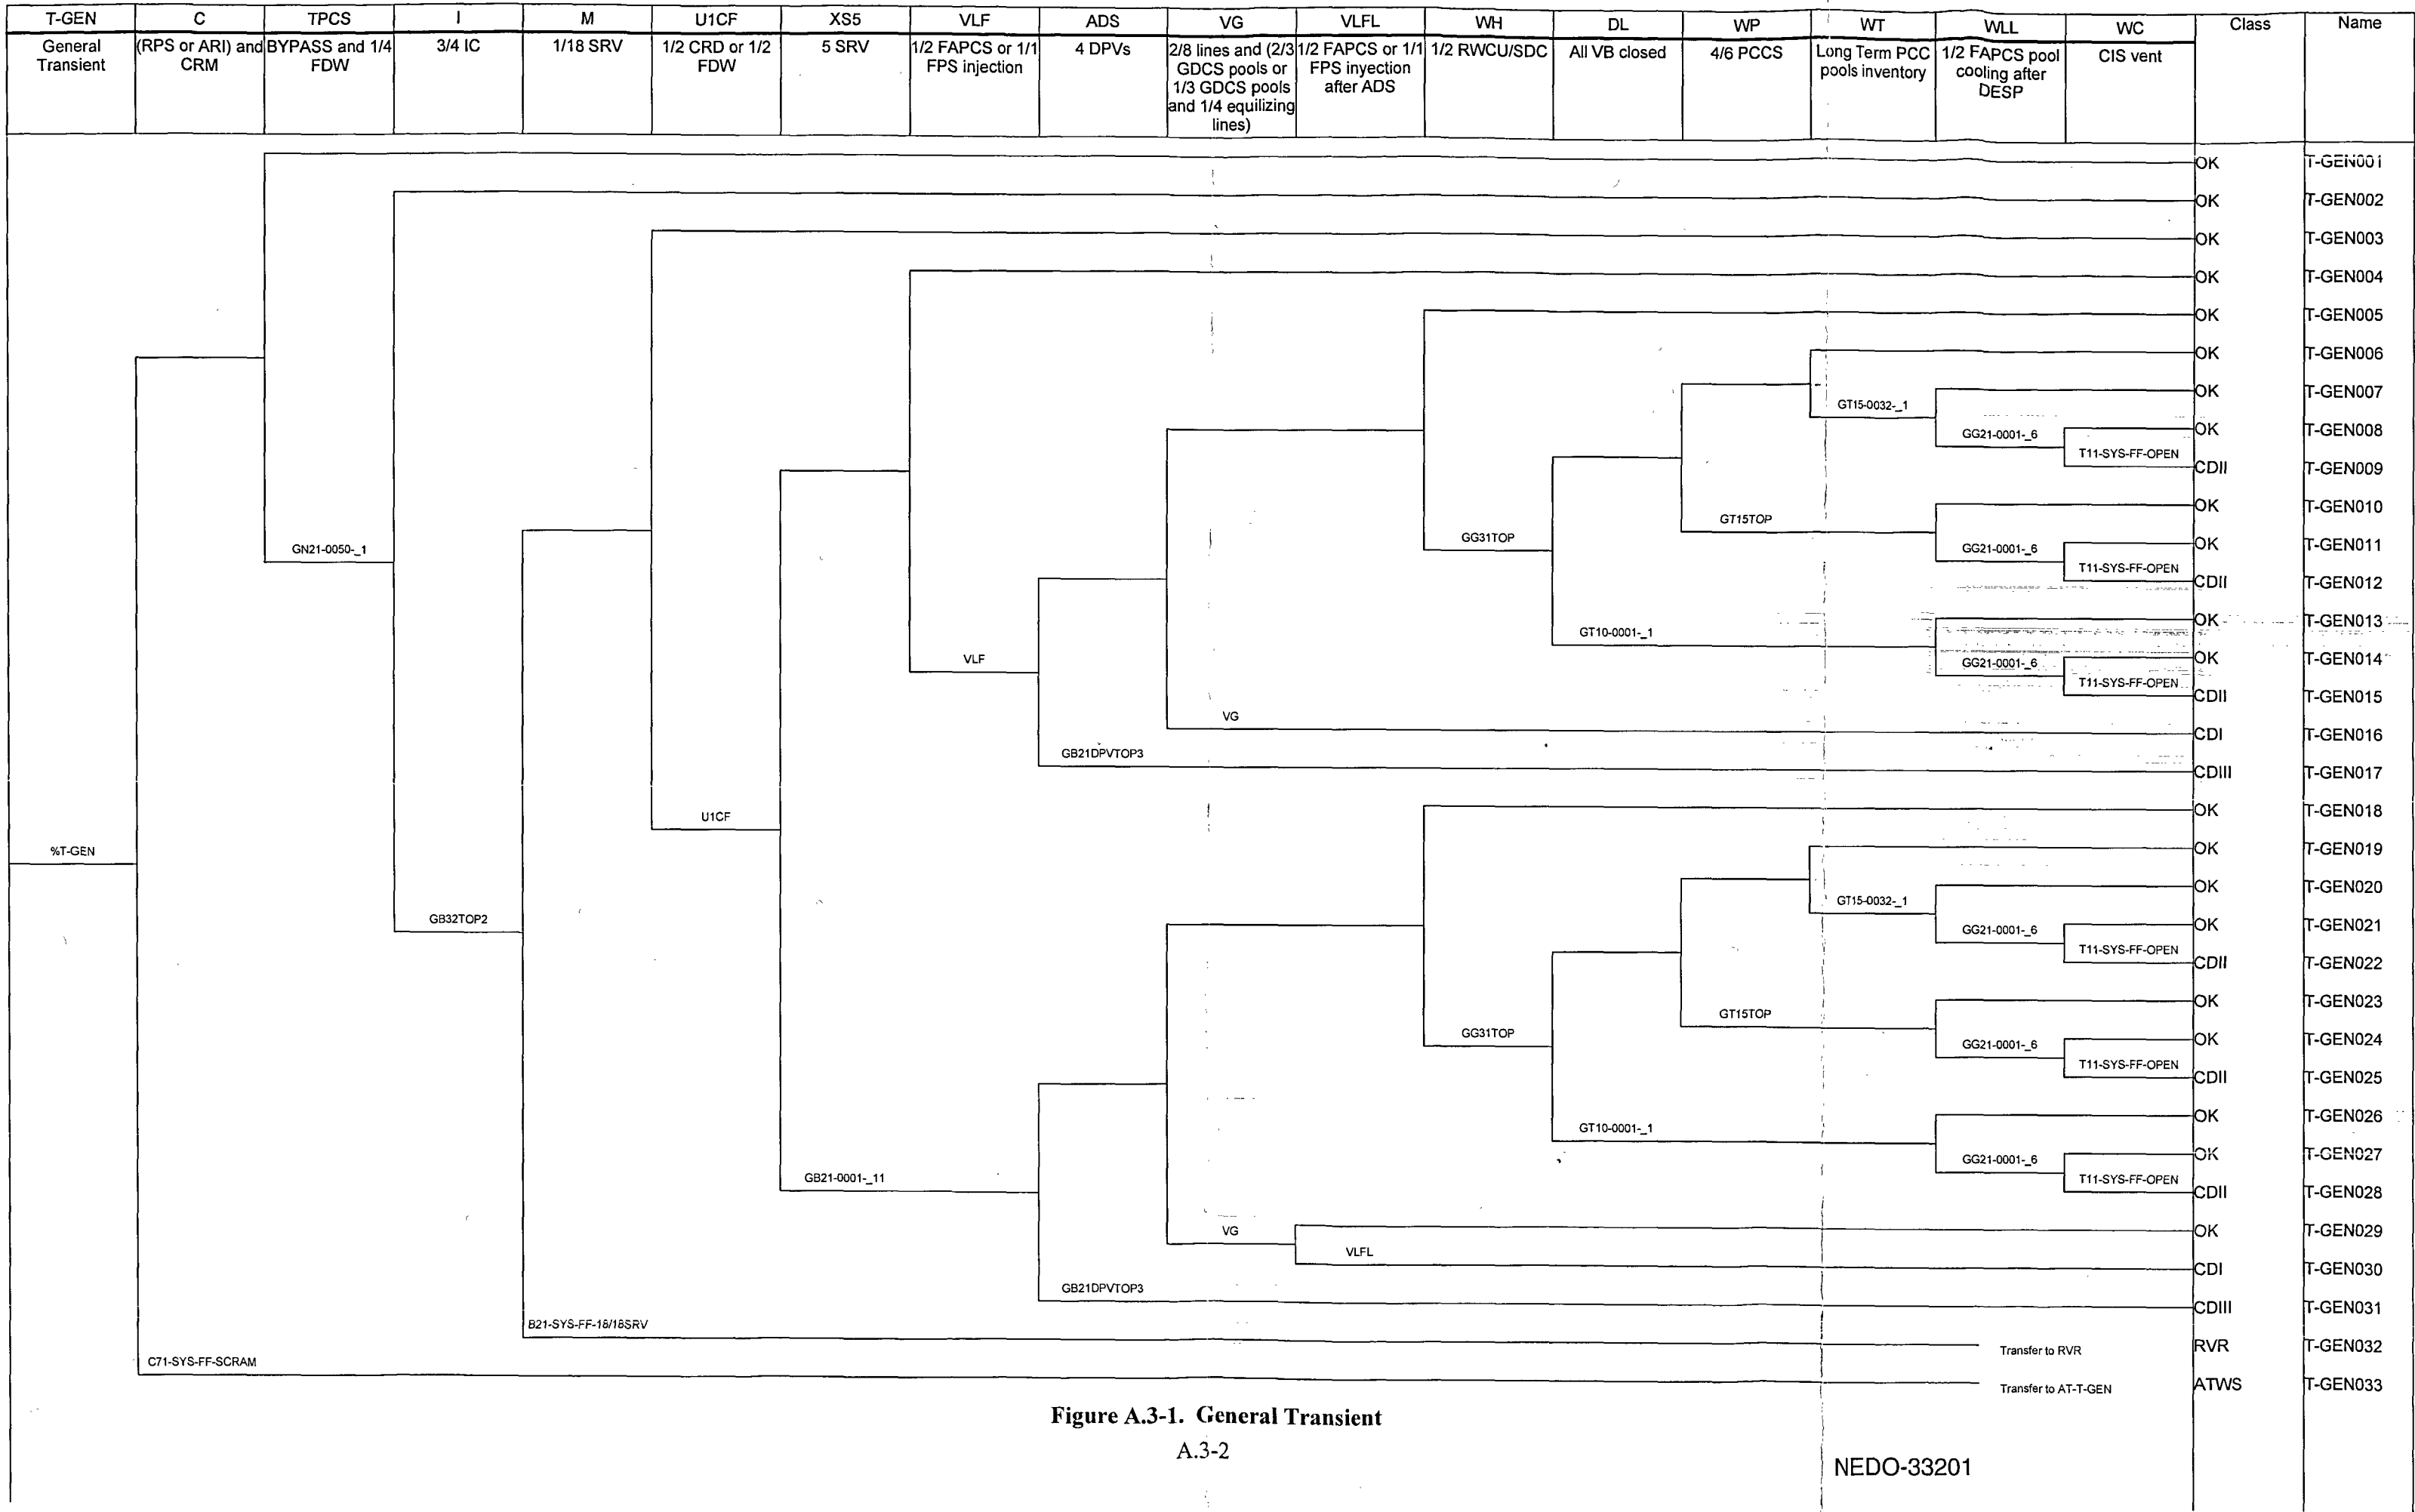 T-GEN C TPCS I M U1CF XS5 VLF ADS VG VLFL WH DL WP WT WLL WC Class Name
General Transient
(RPS or ARI) and CRM
BYPASS and 1/4 FDW
3/4 IC
1/18 SRV
1/2 CRD or 1/2 FDW
5 SRV
1/2 FAPCS or 1/1 FPS injection
4 DPVs
2/8 lines and (2/3 GDCS pools or 1/3 GDCS pools and 1/4 equilizing lines)
1/2 FAPCS or 1/1 FPS inyection after ADS
1/2 RWCU/SDC
All VB closed
4/6 PCCS
Long Term PCC pools inventory
1/2 FAPCS pool cooling after DESP
CIS vent
OK T-GEN001
OK T-GEN002
OK T-GEN003
OK T-GEN004
OK T-GEN005
OK T-GEN006
OK T-GEN007
GT15-0032-_1
OK T-GEN008
GG21-0001-_6
T11-SYS-FF-OPEN
CDII T-GEN009
OK T-GEN010
GT15TOP
GG31TOP
OK T-GEN011
GN21-0050-_1
GG21-0001-_6
T11-SYS-FF-OPEN
CDII T-GEN012
OK T-GEN013
GT10-0001-_1
VLF
OK T-GEN014
GG21-0001-_6
T11-SYS-FF-OPEN
CDII T-GEN015
VG
CDI T-GEN016
GB21DPVTOP3
CDIII T-GEN017
OK T-GEN018
U1CF
%T-GEN
OK T-GEN019
OK T-GEN020
GT15-0032-_1
GB32TOP2
OK T-GEN021
GG21-0001-_6
T11-SYS-FF-OPEN
CDII T-GEN022
OK T-GEN023
GT15TOP
GG31TOP
OK T-GEN024
GG21-0001-_6
T11-SYS-FF-OPEN
CDII T-GEN025
OK T-GEN026
GT10-0001-_1
OK T-GEN027
GG21-0001-_6
GB21-0001-_11
T11-SYS-FF-OPEN
CDII T-GEN028
VG
OK T-GEN029
VLFL
CDI T-GEN030
GB21DPVTOP3
CDIII T-GEN031
B21-SYS-FF-18/18SRV
Transfer to RVR RVR T-GEN032
C71-SYS-FF-SCRAM
Transfer to AT-T-GEN ATWS T-GEN033
Figure A.3-1. General Transient
A.3-2
NEDO-33201